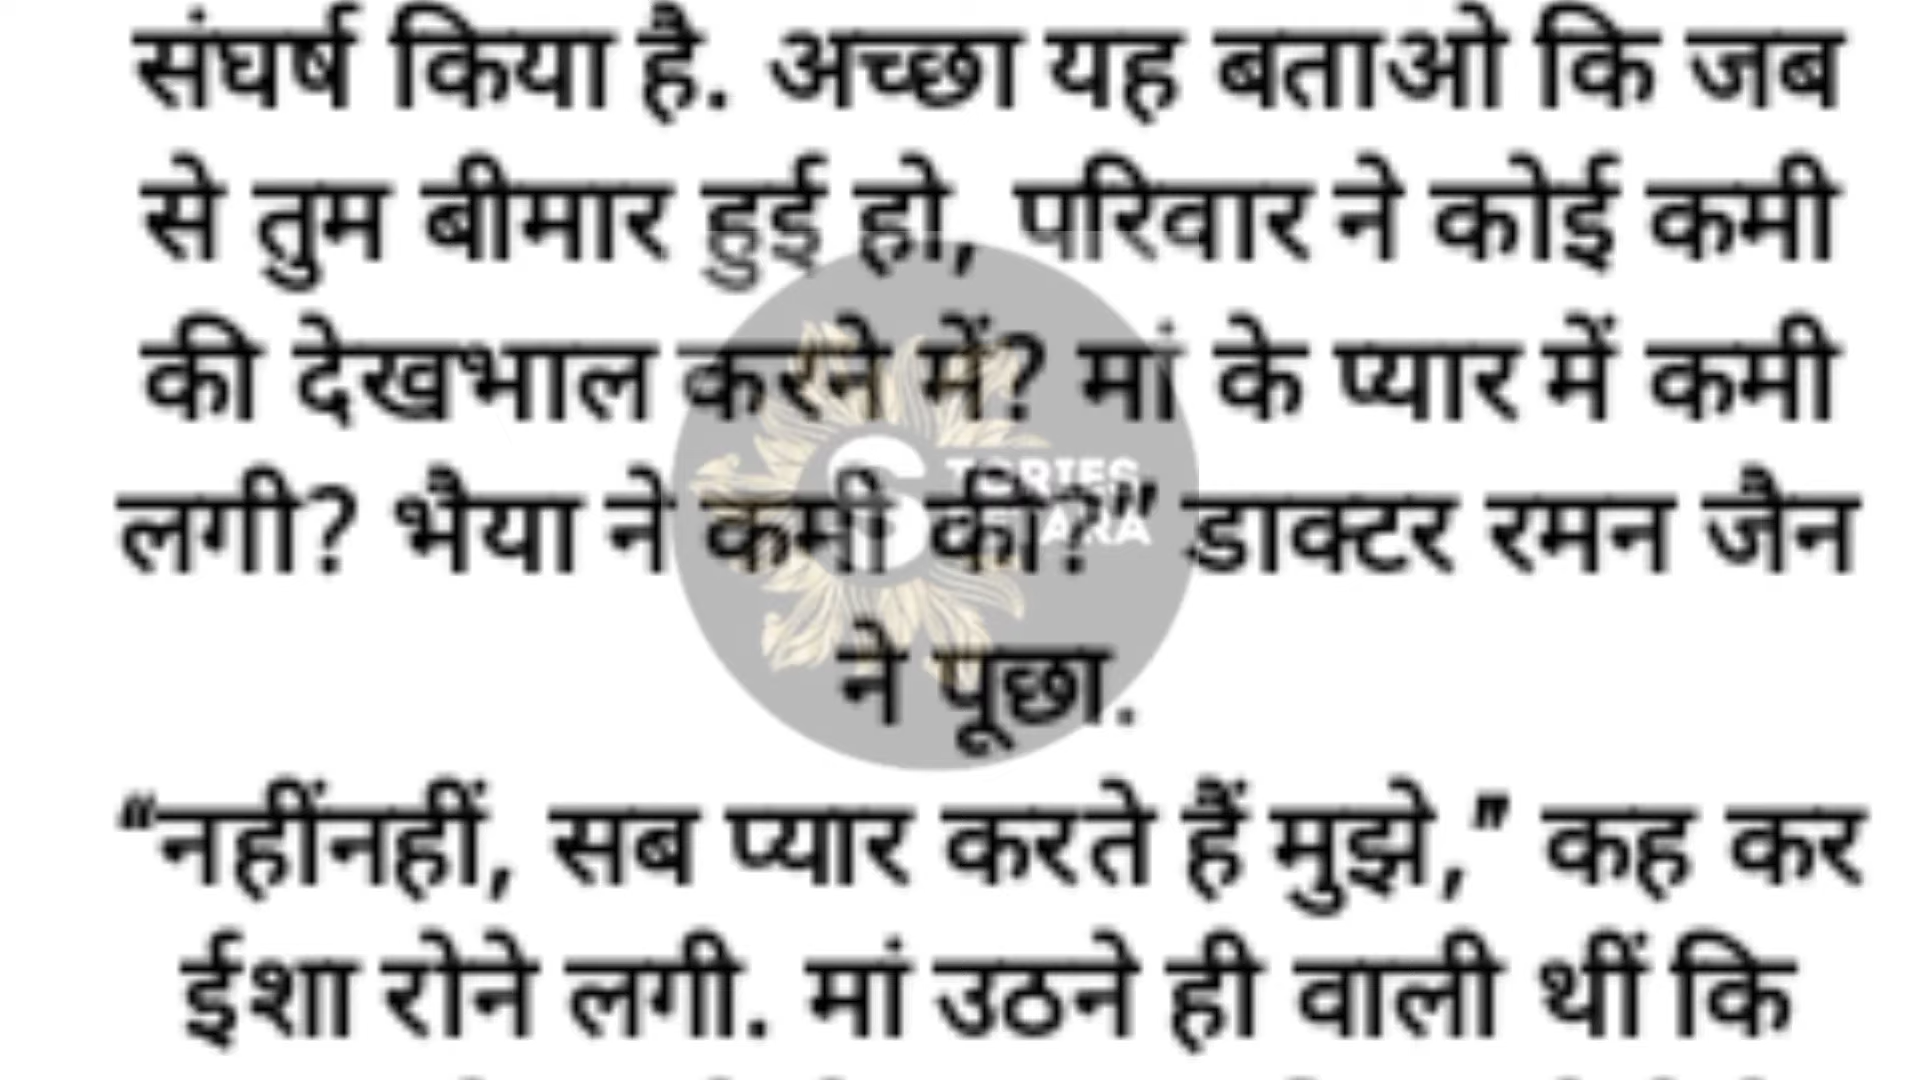 संघर्ष किया है. अच्छा यह बताओ कि जब
से तुम बीमार हुई हो, परिवार ने कोई कमी
की देखभाल करने में? मां के प्यार में कमी
लगी? भैया ने कमी की?” डाक्टर रमन जैन
ने पूछा.
“नहींनहीं, सब प्यार करते हैं मुझे,” कह कर
ईशा रोने लगी. मां उठने ही वाली थीं कि